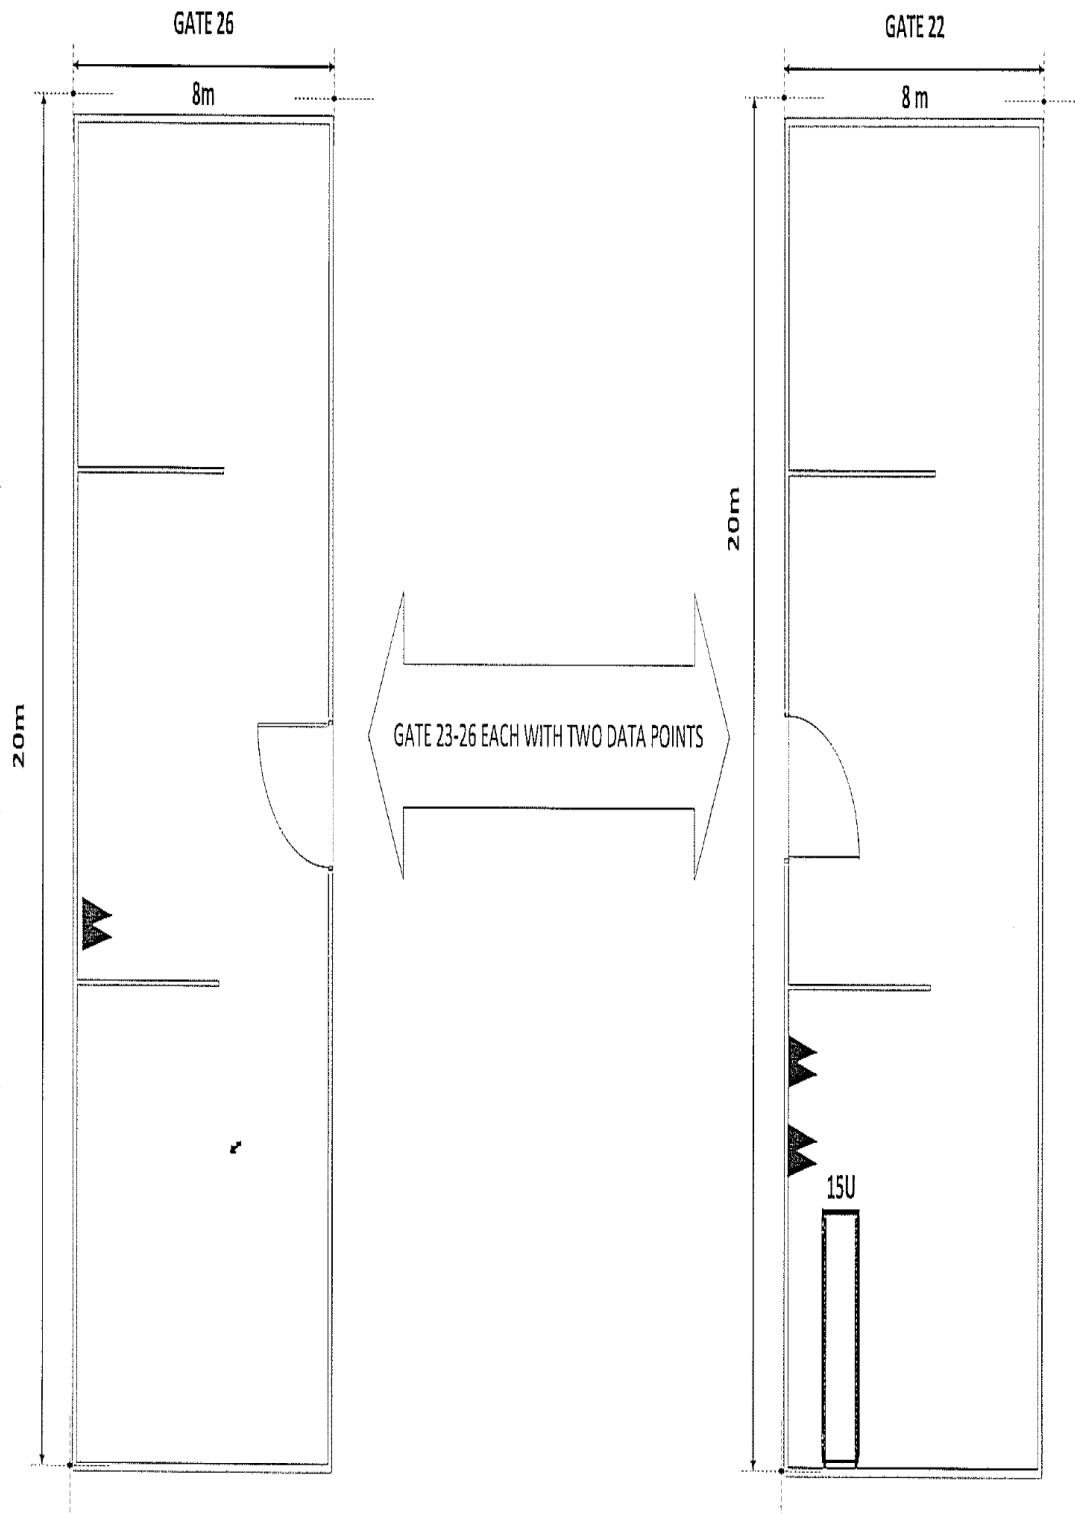 GATE 26
GATE 22
8m
8 m
20m
20m
GATE 23-26 EACH WITH TWO DATA POINTS
15U